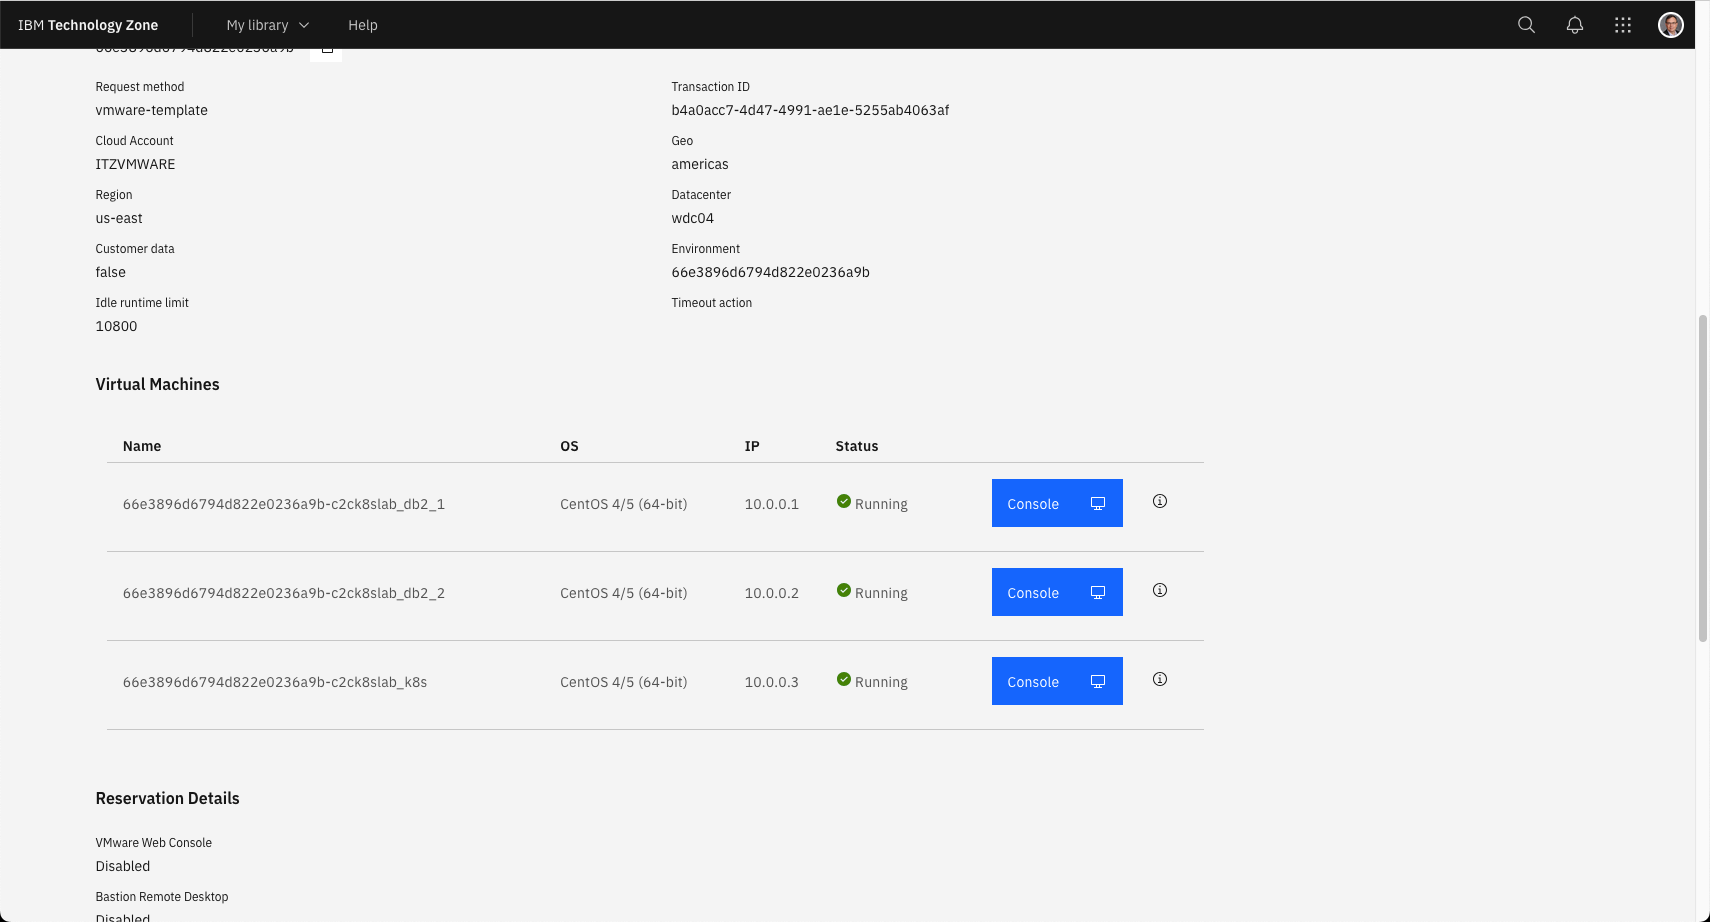 IBM Technology Zone My library Help
66e3896d6794d822e0236a9b
Request method
vmware-template
Transaction ID
b4a0acc7-4d47-4991-ae1e-5255ab4063af
Cloud Account
ITZVMWARE
Geo
americas
Region
us-east
Datacenter
wdc04
Customer data
false
Environment
66e3896d6794d822e0236a9b
Idle runtime limit
10800
Timeout action
Virtual Machines
Name OS IP Status
66e3896d6794d822e0236a9b-c2ck8slab_db2_1 CentOS 4/5 (64-bit) 10.0.0.1 Running Console
66e3896d6794d822e0236a9b-c2ck8slab_db2_2 CentOS 4/5 (64-bit) 10.0.0.2 Running Console
66e3896d6794d822e0236a9b-c2ck8slab_k8s CentOS 4/5 (64-bit) 10.0.0.3 Running Console
Reservation Details
VMware Web Console
Disabled
Bastion Remote Desktop
Disabled